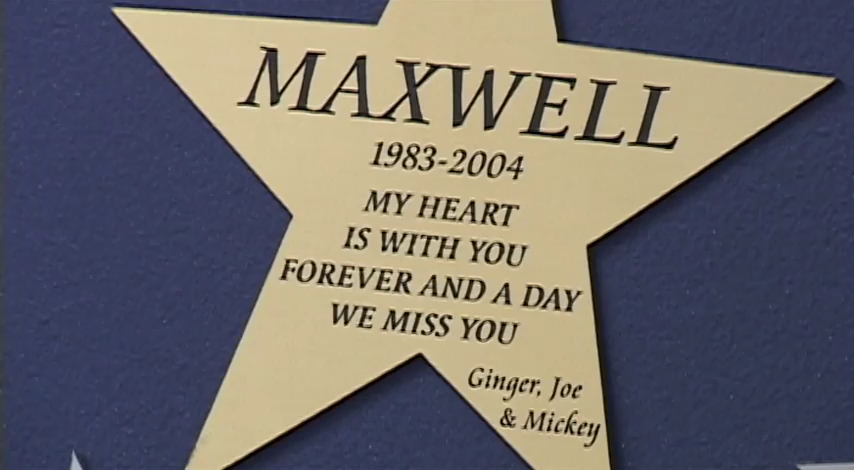 MAXWELL
1983-2004
MY HEART
IS WITH YOU
FOREVER AND A DAY
WE MISS YOU
Ginger, Joe
& Mickey